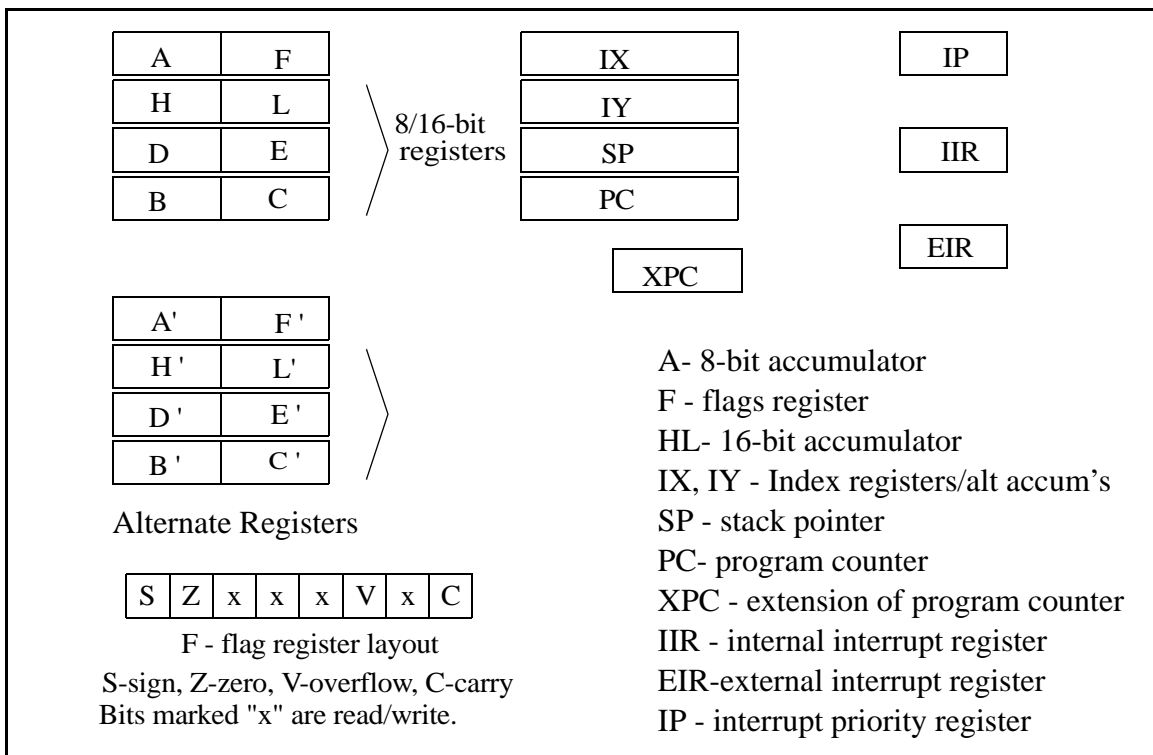 A F
H L
D E
B C
8/16-bit
registers
IX
IY
SP
PC
XPC
IP
IIR
EIR
A' F '
H ' L'
D ' E '
B ' C '
Alternate Registers
S Z x x x V x C
F - flag register layout
S-sign, Z-zero, V-overflow, C-carry
Bits marked "x" are read/write.
A- 8-bit accumulator
F - flags register
HL- 16-bit accumulator
IX, IY - Index registers/alt accum's
SP - stack pointer
PC- program counter
XPC - extension of program counter
IIR - internal interrupt register
EIR-external interrupt register
IP - interrupt priority register